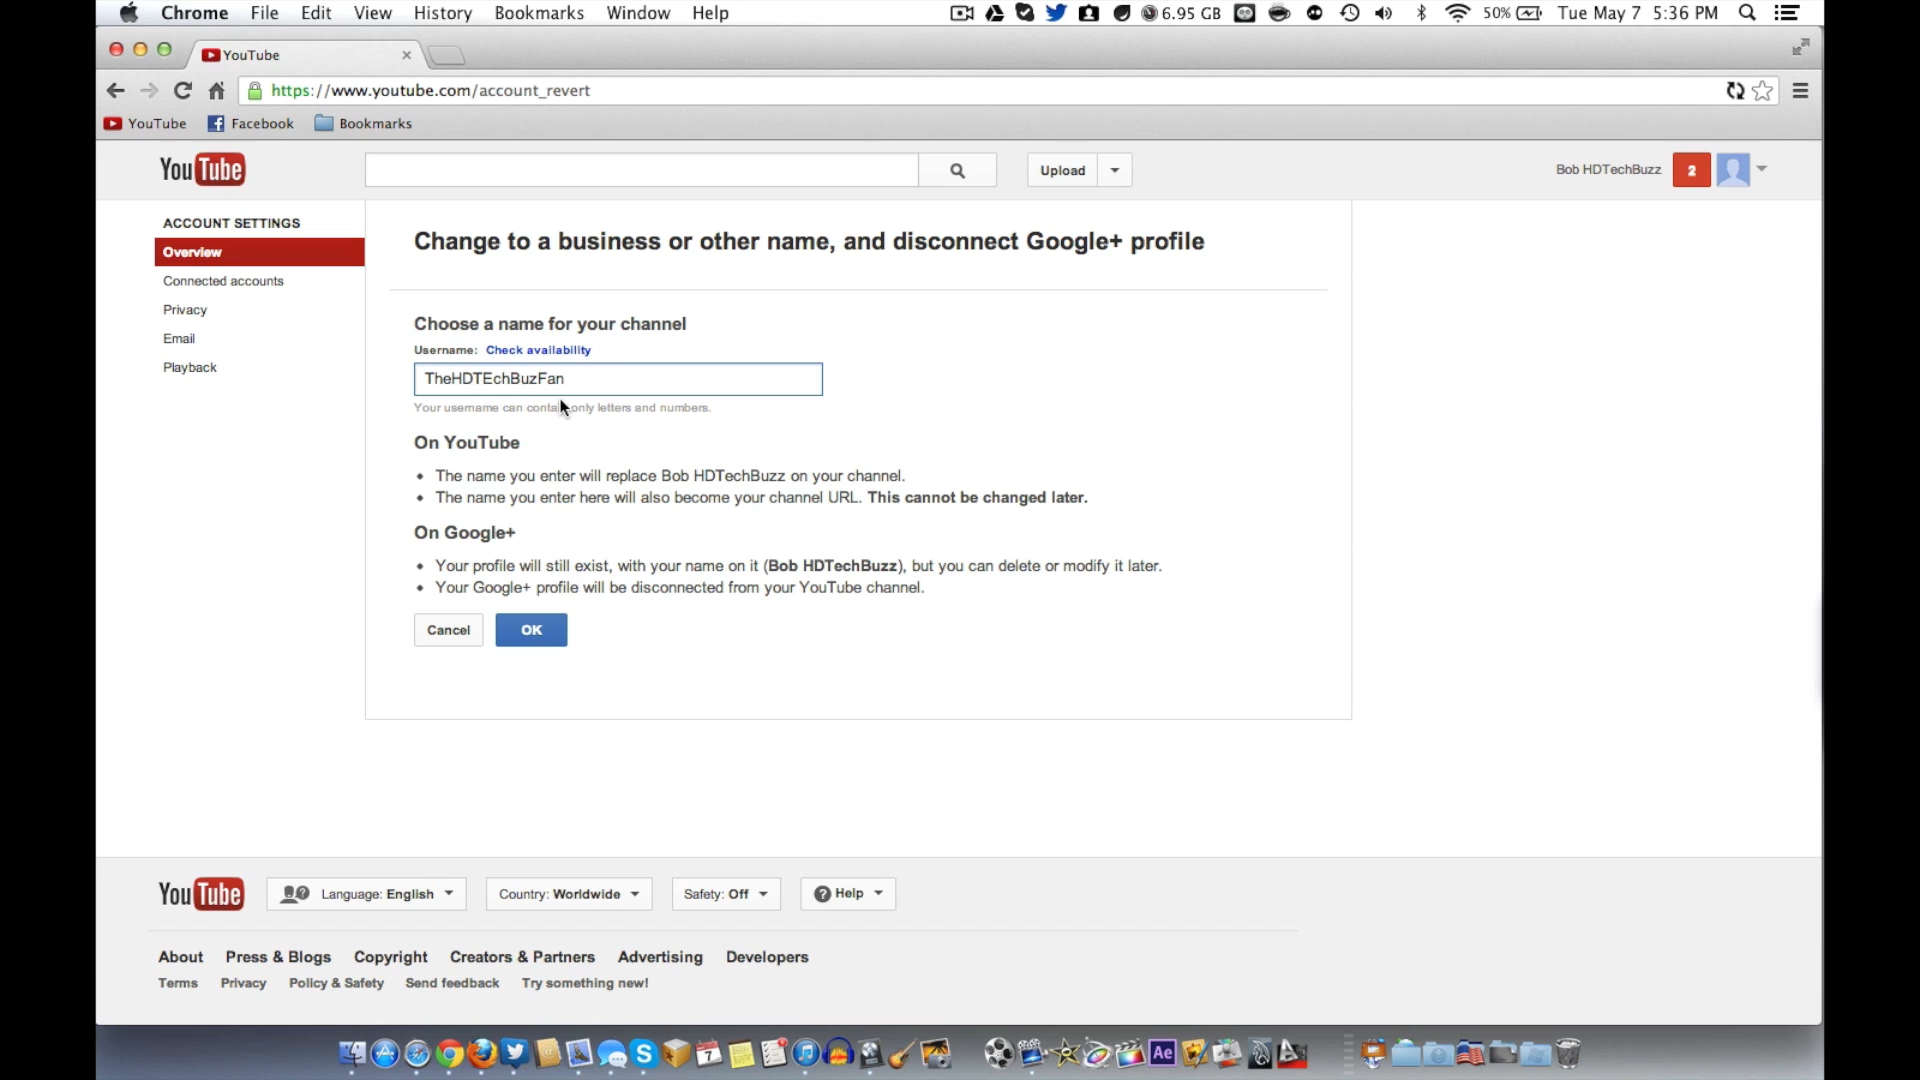 Chrome File Edit View History Bookmarks Window Help 6.95 GB 50% Tue May 7 5:36 PM
YouTube
https://www.youtube.com/account_revert
YouTube Facebook Bookmarks
YouTube Upload Bob HDTechBuzz 2
ACCOUNT SETTINGS
Overview
Connected accounts
Privacy
Email
Playback
Change to a business or other name, and disconnect Google+ profile
Choose a name for your channel
Username: Check availability
TheHDTEchBuzFan
Your username can contain only letters and numbers.
On YouTube
• The name you enter will replace Bob HDTechBuzz on your channel.
• The name you enter here will also become your channel URL. This cannot be changed later.
On Google+
• Your profile will still exist, with your name on it (Bob HDTechBuzz), but you can delete or modify it later.
• Your Google+ profile will be disconnected from your YouTube channel.
Cancel OK
YouTube Language: English Country: Worldwide Safety: Off Help
About Press & Blogs Copyright Creators & Partners Advertising Developers
Terms Privacy Policy & Safety Send feedback Try something new!
7 Ae